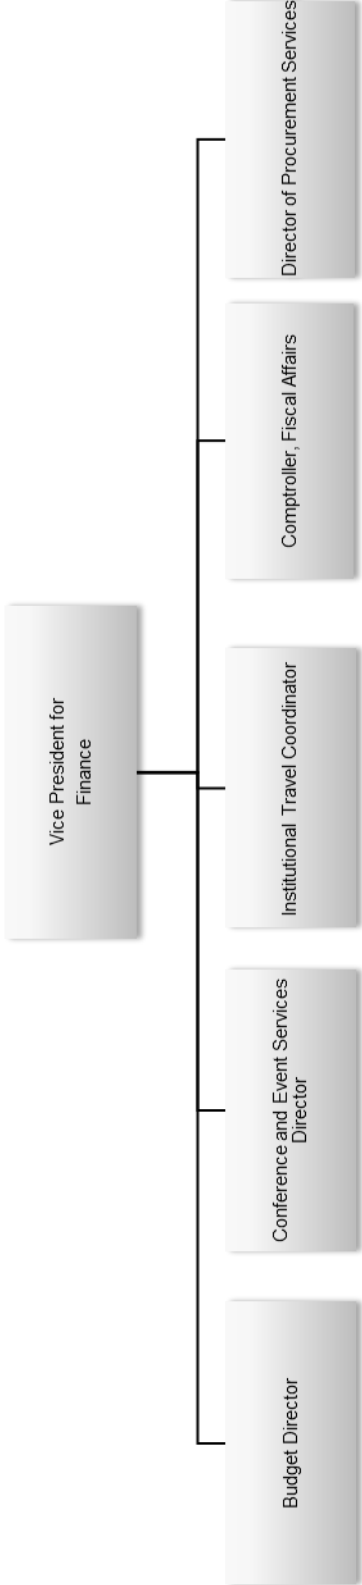 Vice President for
Finance
Budget Director
Conference and Event Services
Director
Institutional Travel Coordinator
Comptroller, Fiscal Affairs
Director of Procurement Services